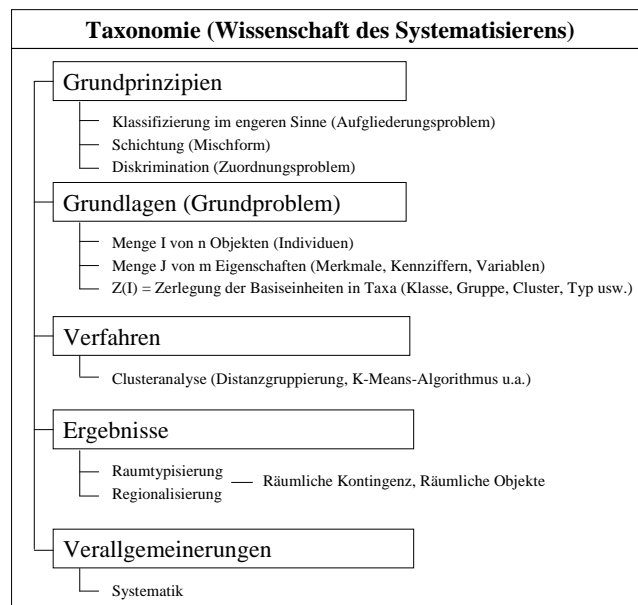 Taxonomie (Wissenschaft des Systematisierens)
Grundprinzipien
Klassifizierung im engeren Sinne (Aufgliederungsproblem)
Schichtung (Mischform)
Diskrimination (Zuordnungsproblem)
Grundlagen (Grundproblem)
Menge I von n Objekten (Individuen)
Menge J von m Eigenschaften (Merkmale, Kennziffern, Variablen)
Z(I) = Zerlegung der Basiseinheiten in Taxa (Klasse, Gruppe, Cluster, Typ usw.)
Verfahren
Clusteranalyse (Distanzgruppierung, K-Means-Algorithmus u.a.)
Ergebnisse
Raumtypisierung
Regionalisierung
Räumliche Kontingenz, Räumliche Objekte
Verallgemeinerungen
Systematik